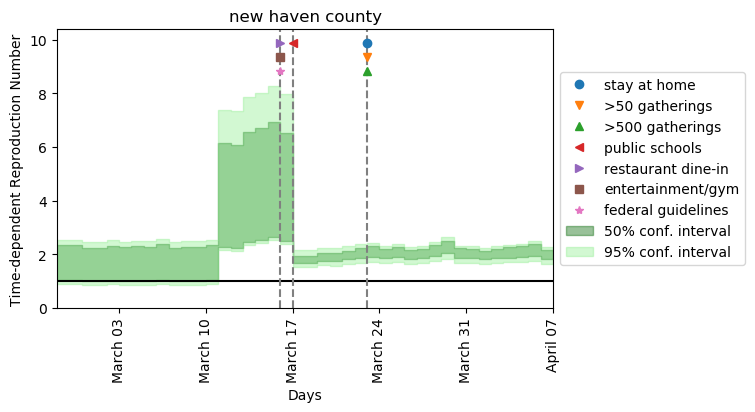 new haven county
Time-dependent Reproduction Number
10
8
6
4
2
0
March 03
March 10
March 17
March 24
March 31
April 07
Days
stay at home
>50 gatherings
>500 gatherings
public schools
restaurant dine-in
entertainment/gym
federal guidelines
50% conf. interval
95% conf. interval